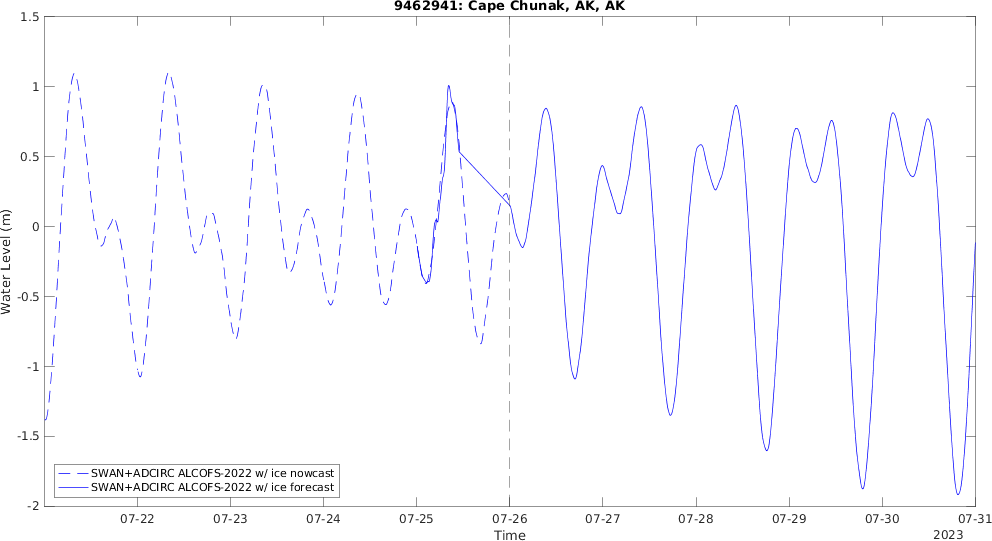 9462941: Cape Chunak, AK, AK
1.5
1
0.5
0
-0.5
-1
-1.5
-2
Water Level (m)
SWAN+ADCIRC ALCOFS-2022 w/ ice nowcast
SWAN+ADCIRC ALCOFS-2022 w/ ice forecast
07-22 07-23 07-24 07-25 07-26 07-27 07-28 07-29 07-30 07-31
Time
2023